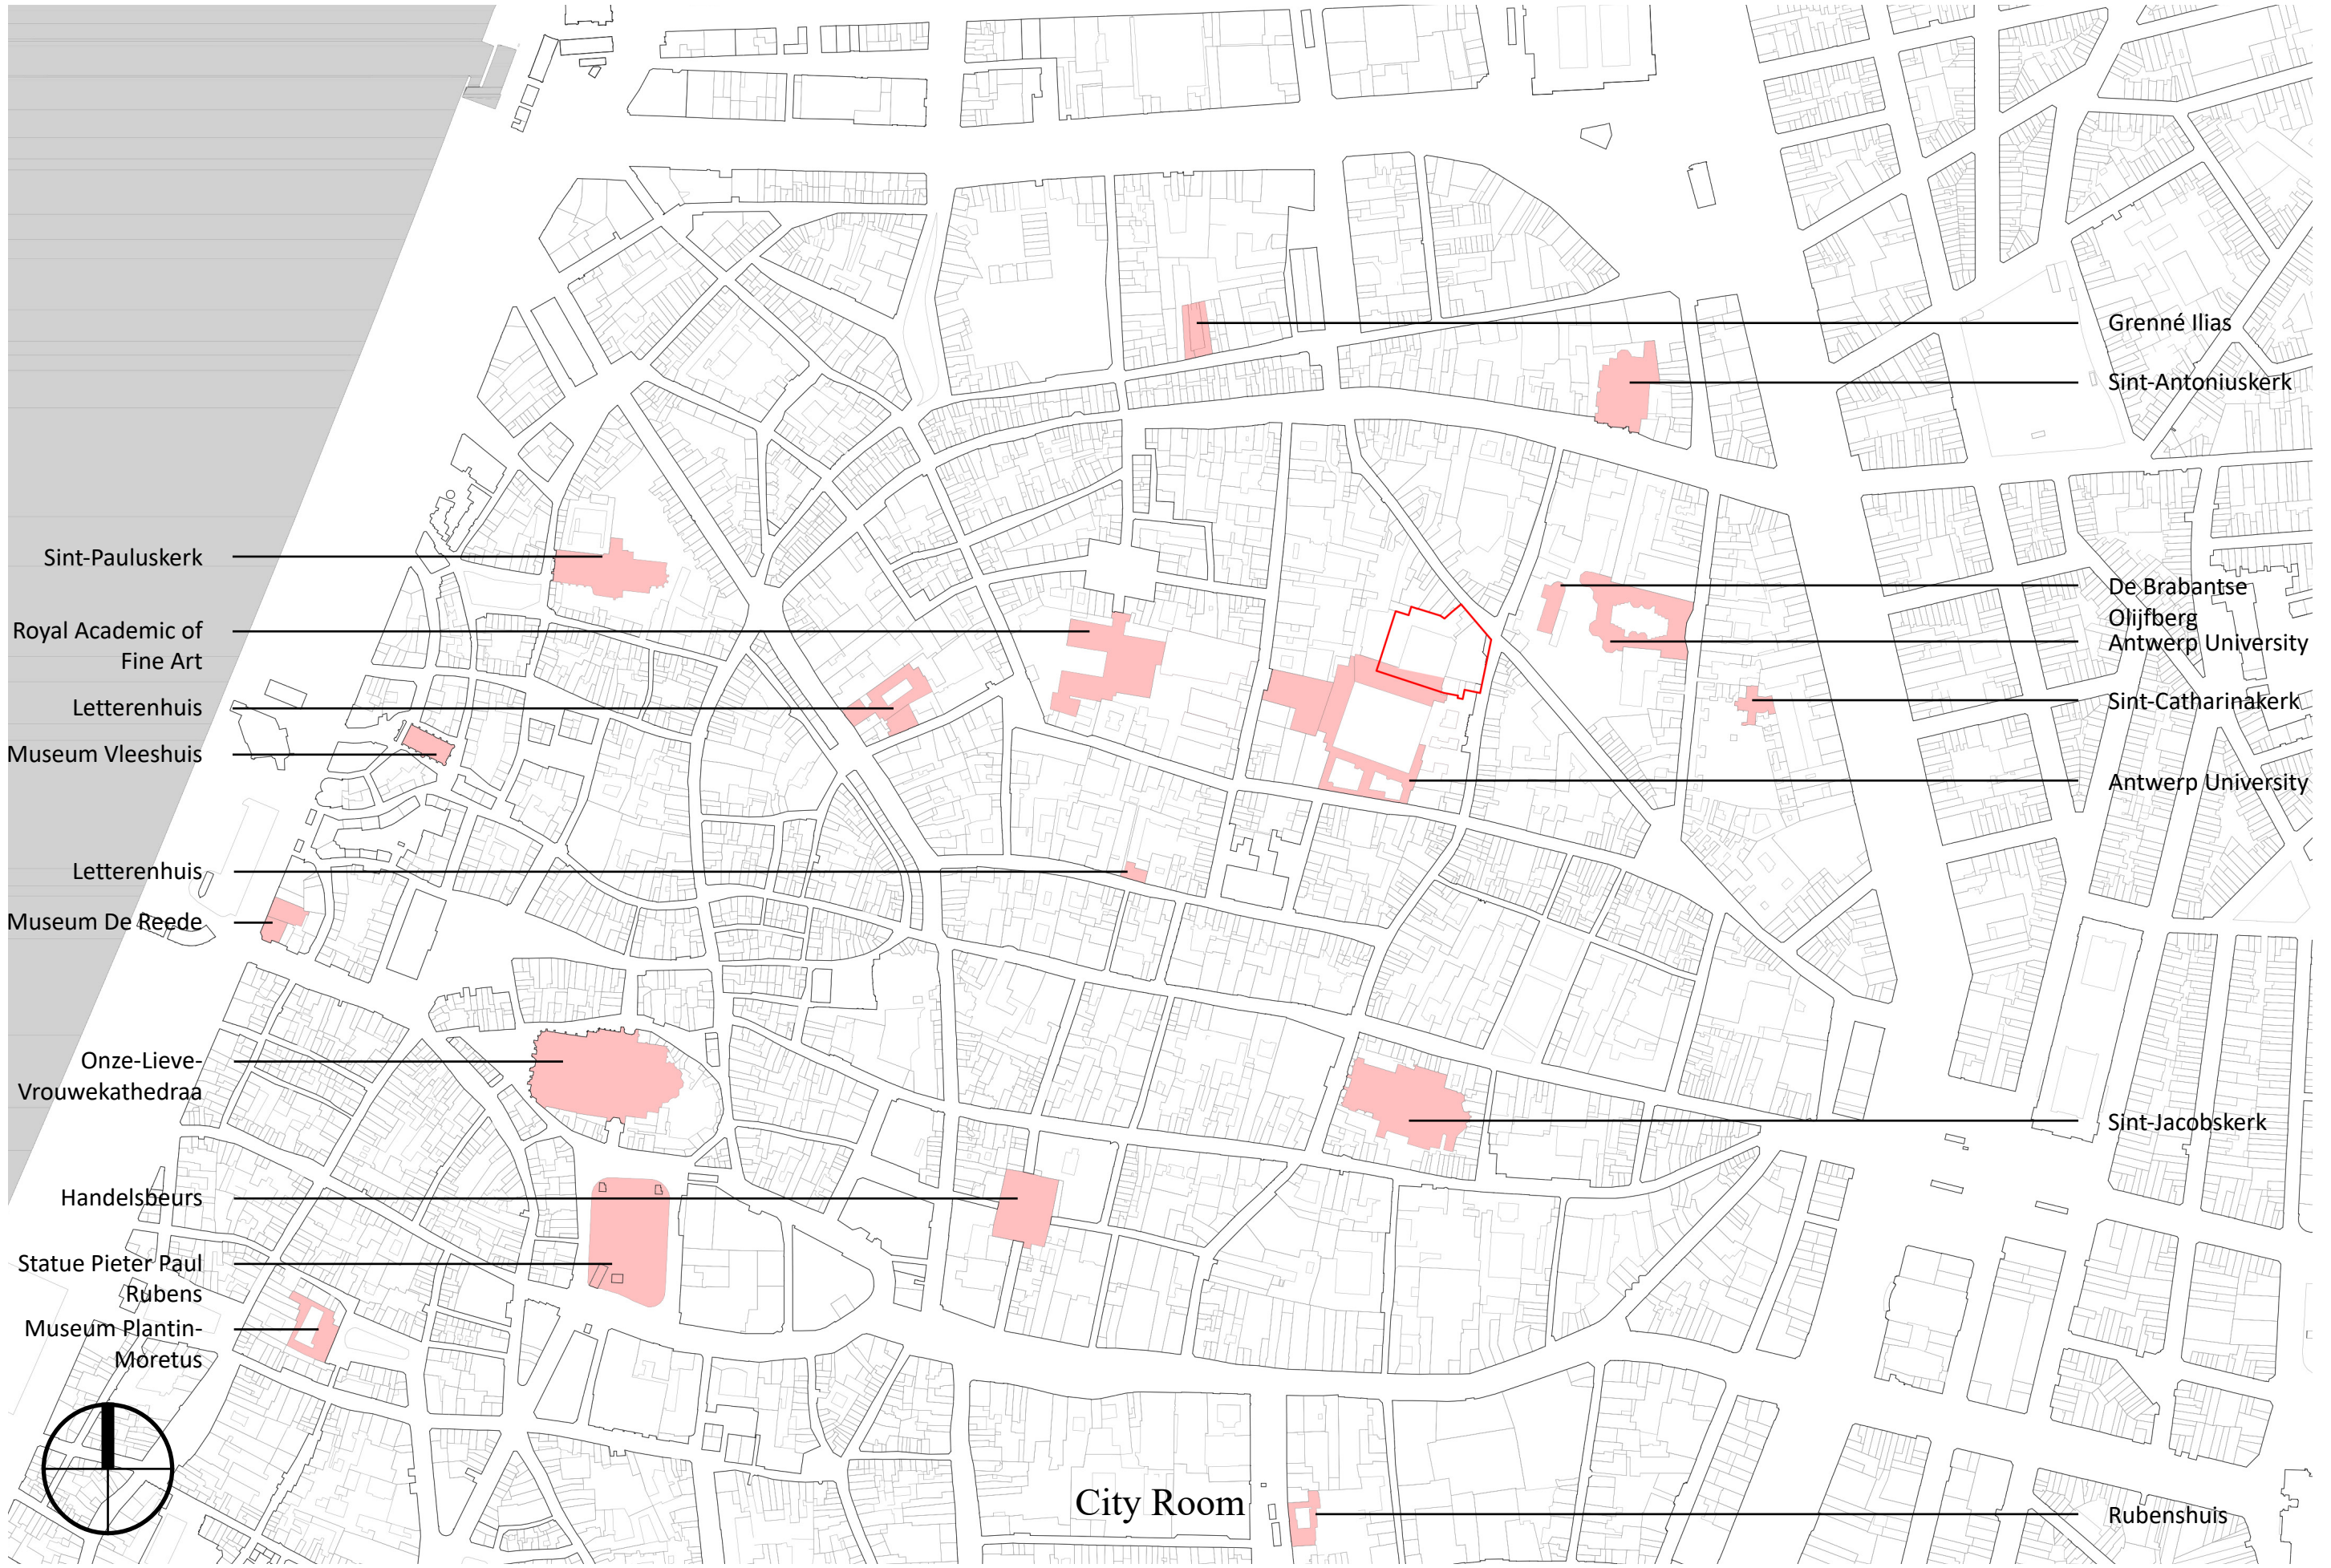 Grenné Ilias
Sint-Antoniuskerk
Sint-Pauluskerk
De Brabantse
Olijfberg
Royal Academic of
Fine Art
Antwerp University
Letterenhuis
Sint-Catharinakerk
Museum Vleeshuis
Antwerp University
Letterenhuis
Museum De Reede
Onze-Lieve-
Vrouwekathedraa
Sint-Jacobskerk
Handelsbeurs
Statue Pieter Paul
Rubens
Museum Plantin-
Moretus
City Room
Rubenshuis